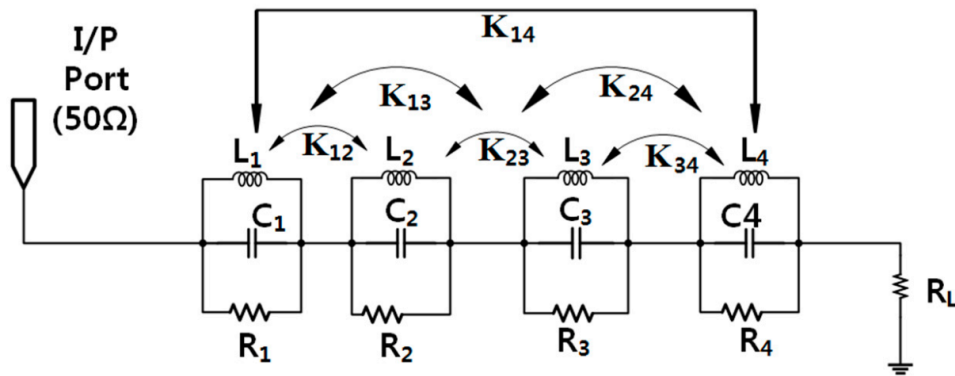 I/P
Port
(50Ω)
K₁₄
K₁₃
K₂₄
K₁₂
K₂₃
K₃₄
L₁
L₂
L₃
L₄
C₁
C₂
C₃
C4
R₁
R₂
R₃
R₄
R_L